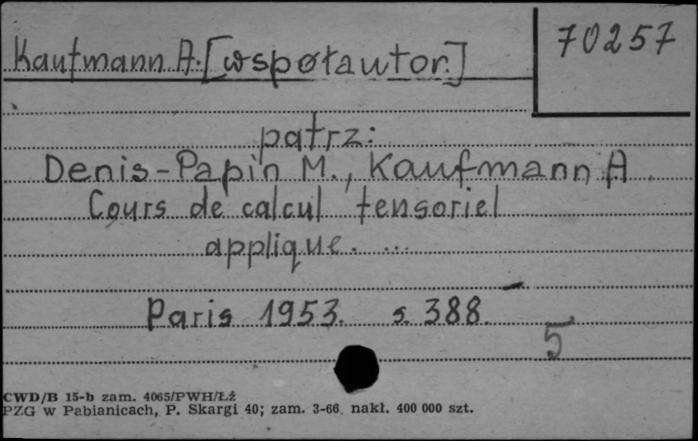 70257
Kaufmann A. [współautor.]
patrz:
Denis-Papin M., Kaufmann A.
Cours de calcul tensoriel
applique. ...
Paris 1953. s. 388.
5
CWD/B 15-b zam. 4065/PWH/Łż
PZG w Pabianicach, P. Skargi 40; zam. 3-66. nakł. 400 000 szt.